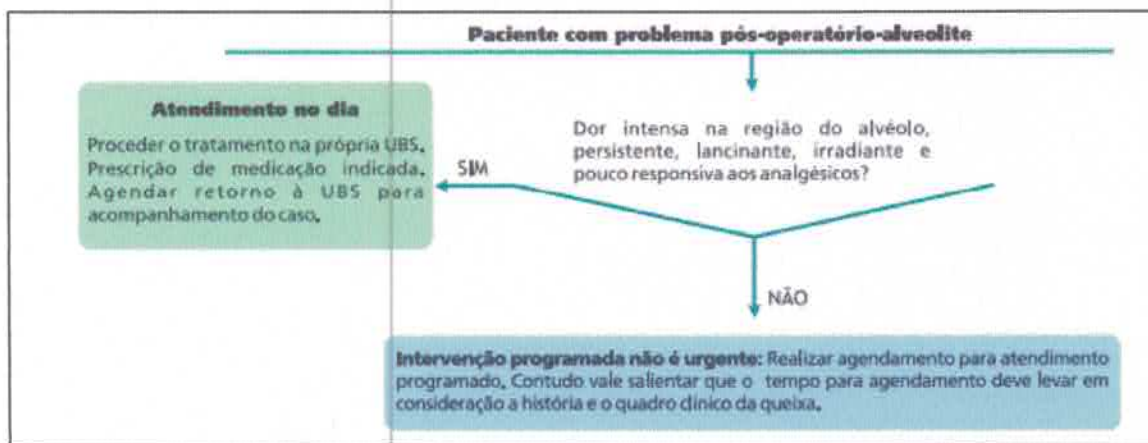 Paciente com problema pós-operatório-alveolite
Atendimento no dia
Proceder o tratamento na própria UBS.
Prescrição de medicação indicada.
Agendar retorno à UBS para
acompanhamento do caso.
SIM
Dor intensa na região do alvéolo,
persistente, lancinante, irradiante e
pouco responsiva aos analgésicos?
NÃO
Intervenção programada não é urgente: Realizar agendamento para atendimento
programado. Contudo vale salientar que o tempo para agendamento deve levar em
consideração a história e o quadro clínico da queixa.